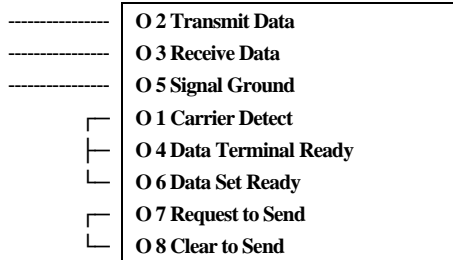 O 2 Transmit Data
O 3 Receive Data
O 5 Signal Ground
O 1 Carrier Detect
O 4 Data Terminal Ready
O 6 Data Set Ready
O 7 Request to Send
O 8 Clear to Send